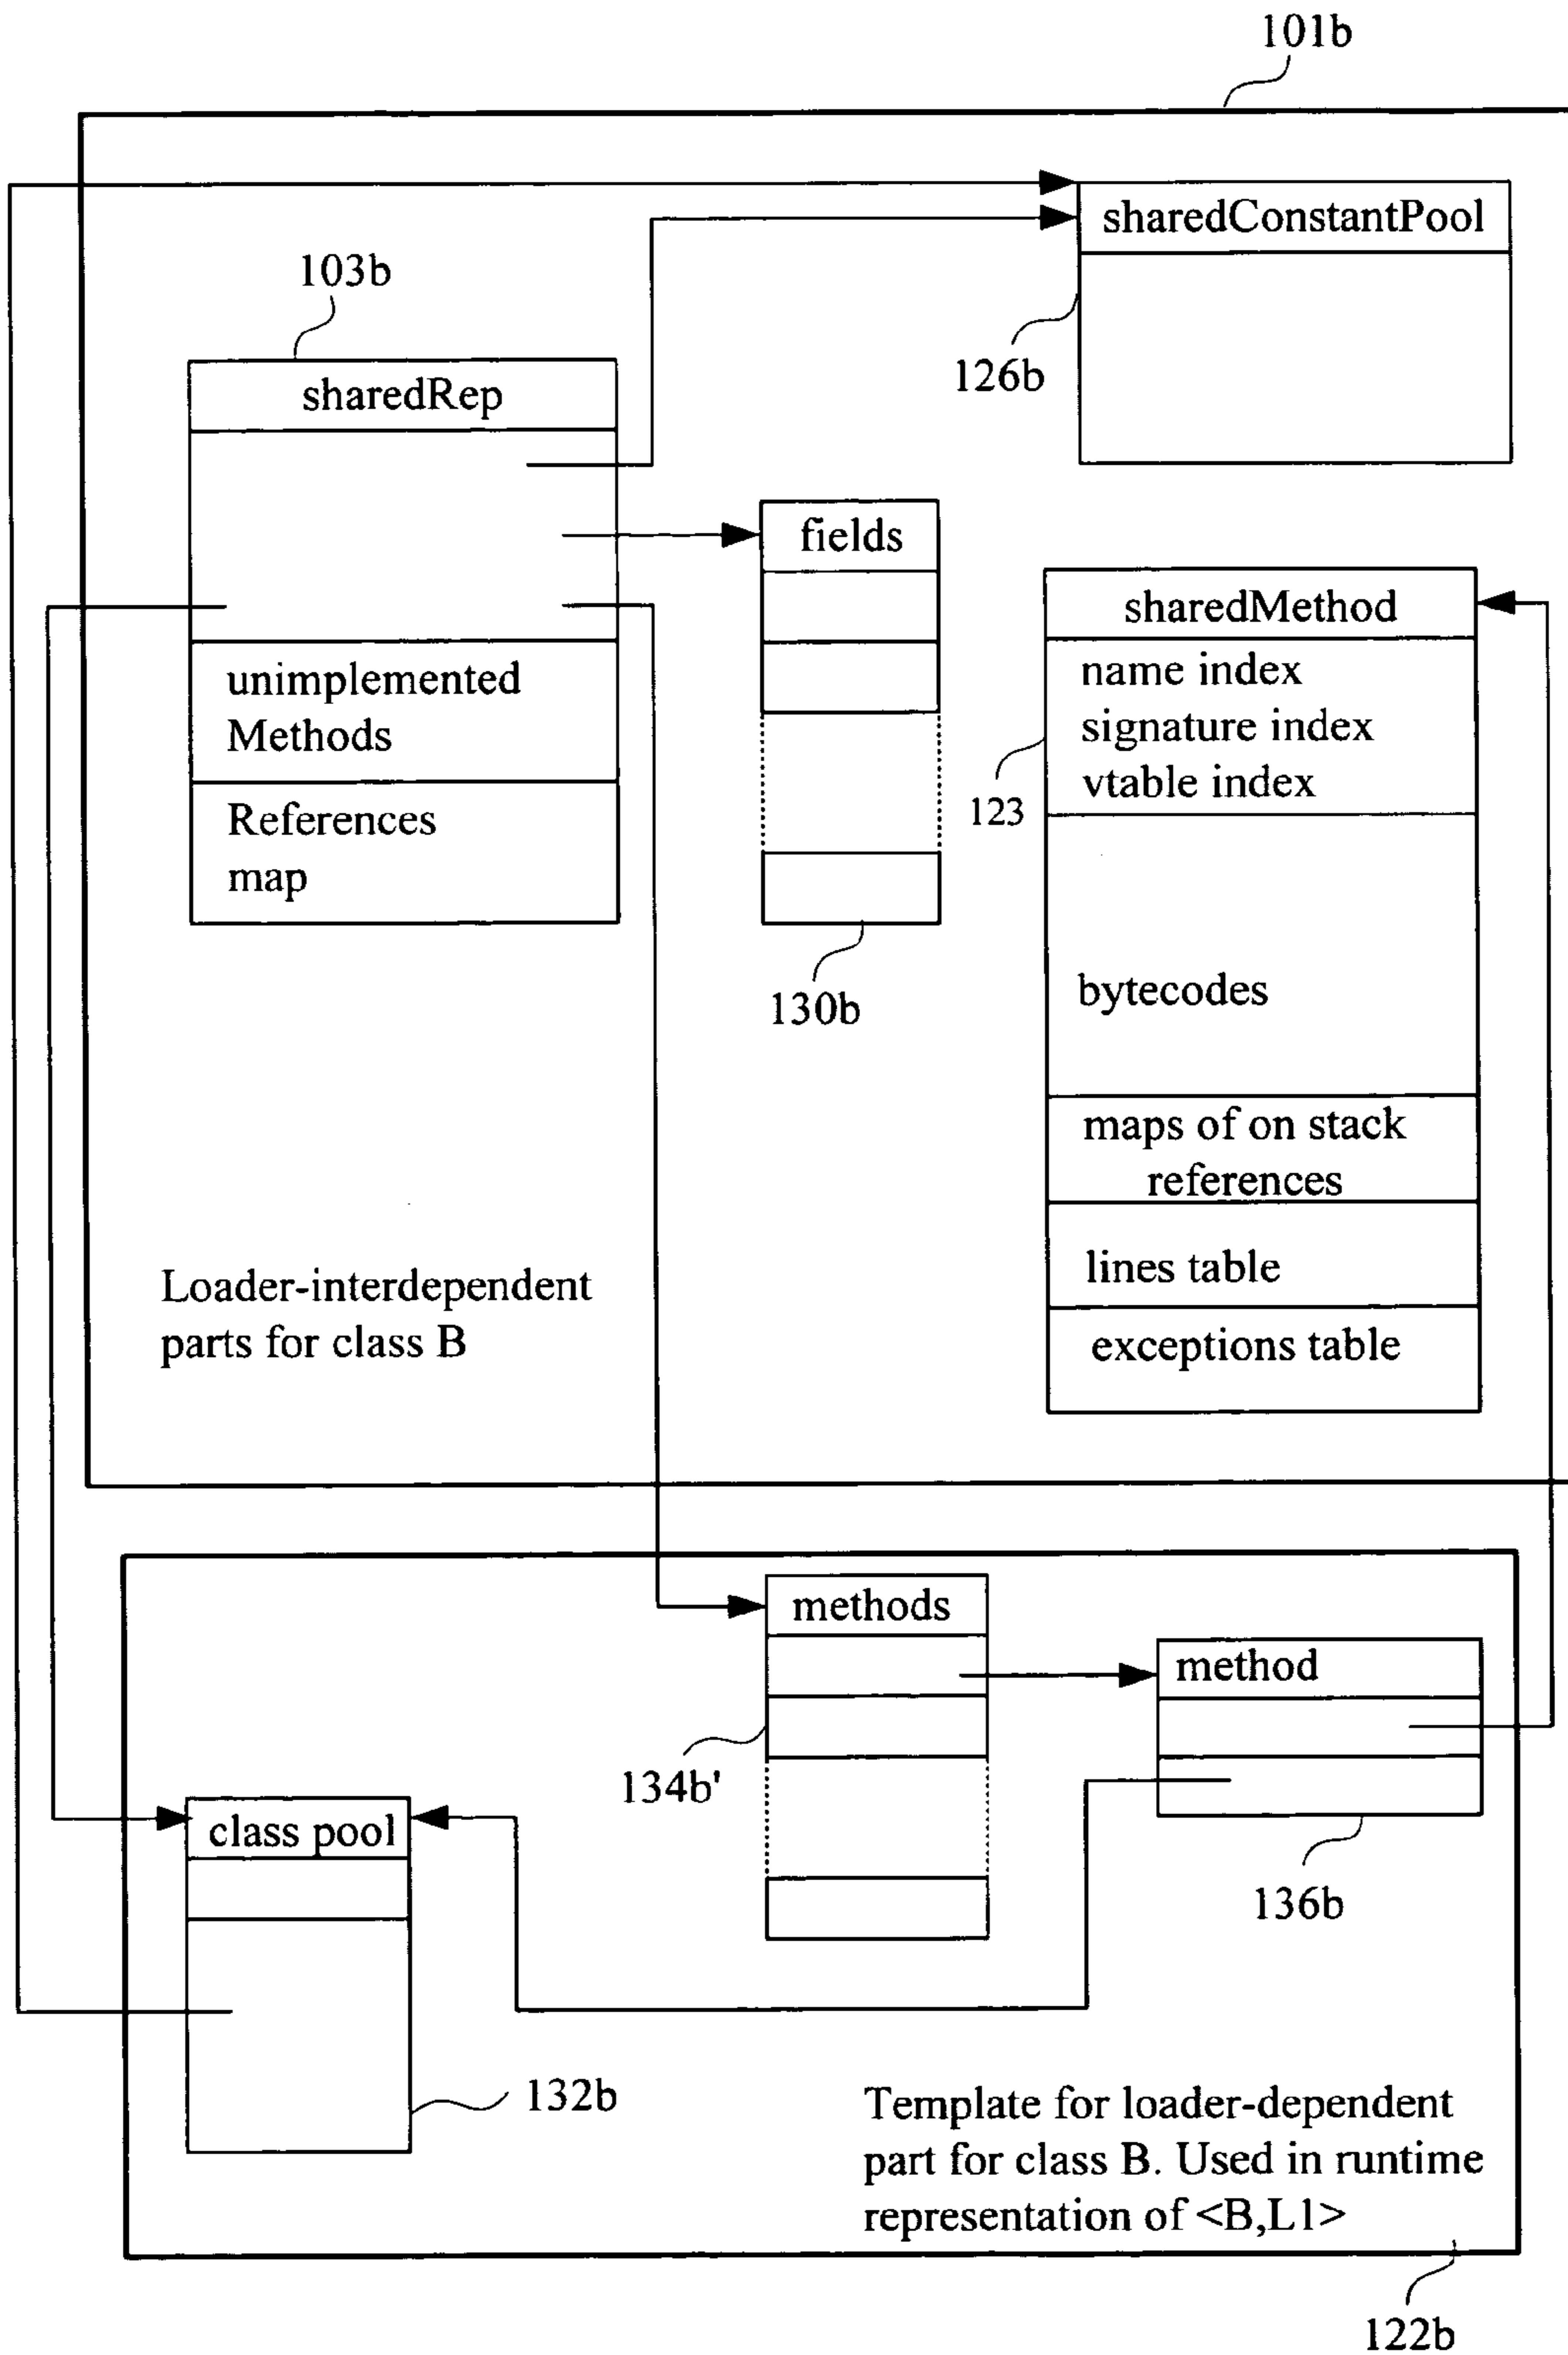 101b
sharedConstantPool
103b
126b
sharedRep
fields
sharedMethod
unimplemented
Methods
name index
signature index
vtable index
123
References
map
130b
bytecodes
maps of on stack
references
lines table
Loader-interdependent
parts for class B
exceptions table
methods
method
134b'
class pool
136b
132b
Template for loader-dependent
part for class B. Used in runtime
representation of <B,L1>
122b